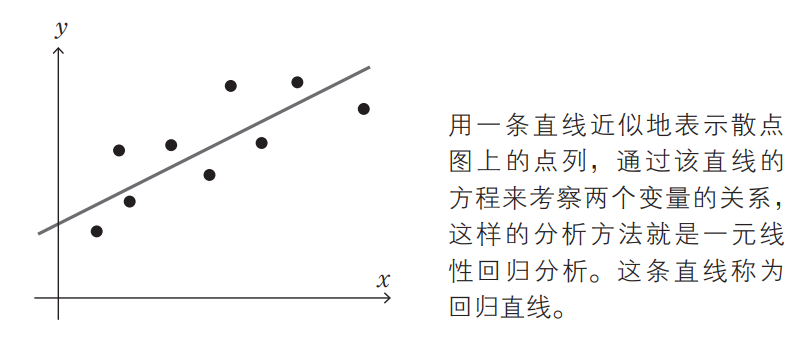 y
x
用一条直线近似地表示散点
图上的点列，通过该直线的
方程来考察两个变量的关系，
这样的分析方法就是一元线
性回归分析。这条直线称为
回归直线。